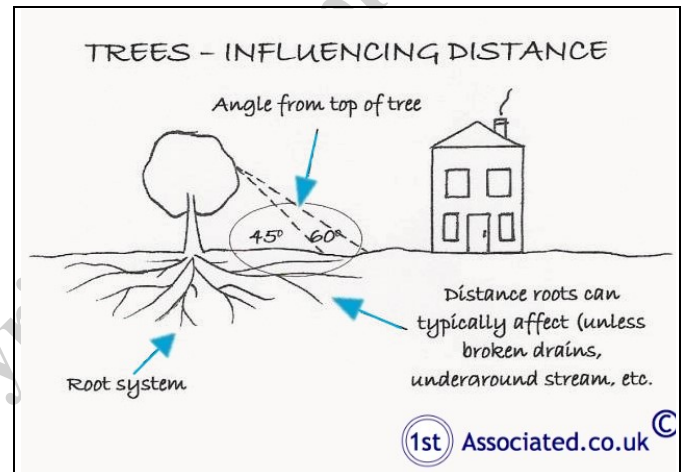 TREES – INFLUENCING DISTANCE
Angle from top of tree
45° 60°
Distance roots can
typically affect (unless
broken drains,
underground stream, etc.
Root system
1st Associated.co.uk ©